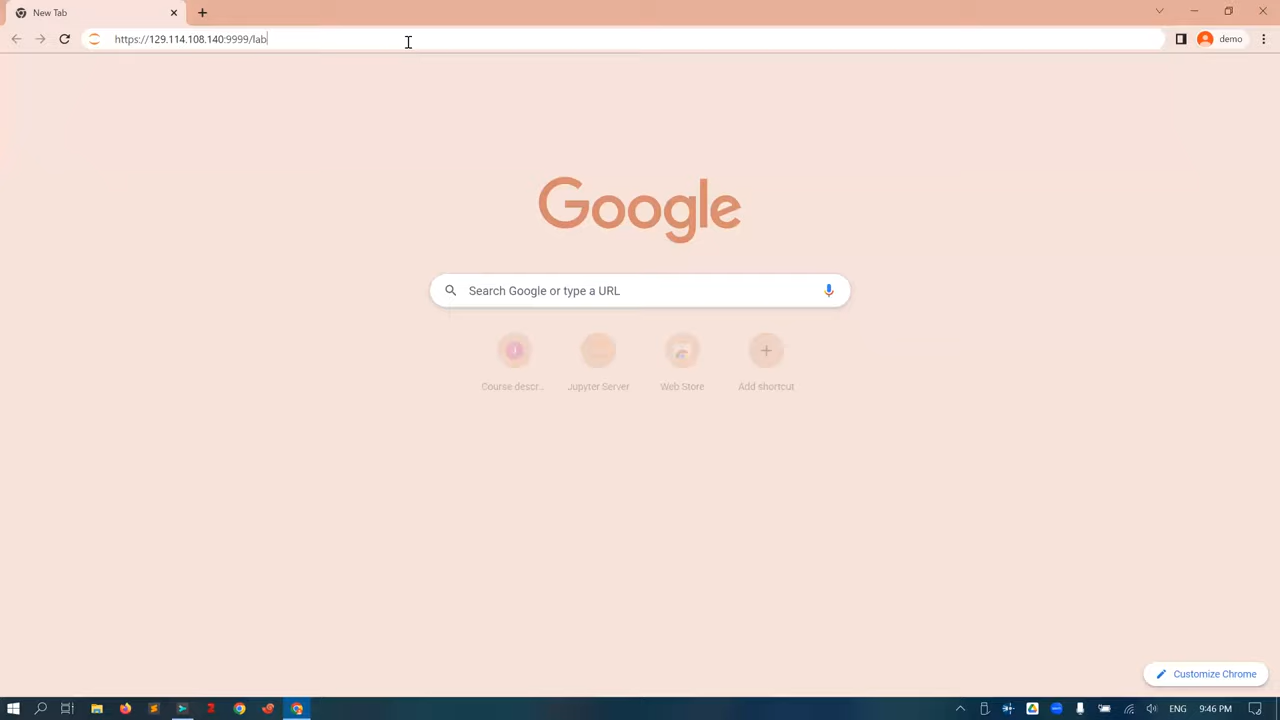 New Tab
https://129.114.108.140:9999/lab
demo
Google
Search Google or type a URL
Course descr...
Jupyter Server
Web Store
Add shortcut
Customize Chrome
ENG
9:46 PM